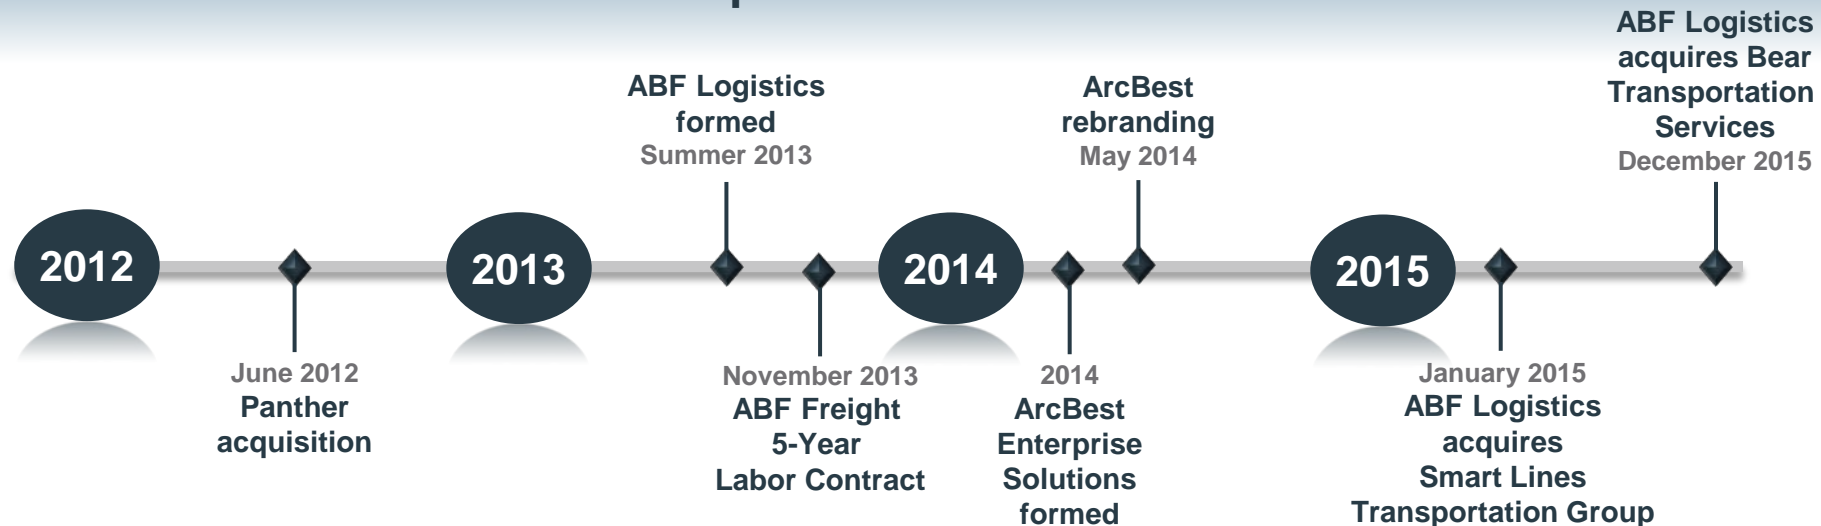 2012
June 2012
Panther
acquisition
2013
ABF Logistics
formed
Summer 2013
November 2013
ABF Freight
5-Year
Labor Contract
2014
2014
ArcBest
Enterprise
Solutions
formed
ArcBest
rebranding
May 2014
2015
January 2015
ABF Logistics
acquires
Smart Lines
Transportation Group
ABF Logistics
acquires Bear
Transportation
Services
December 2015